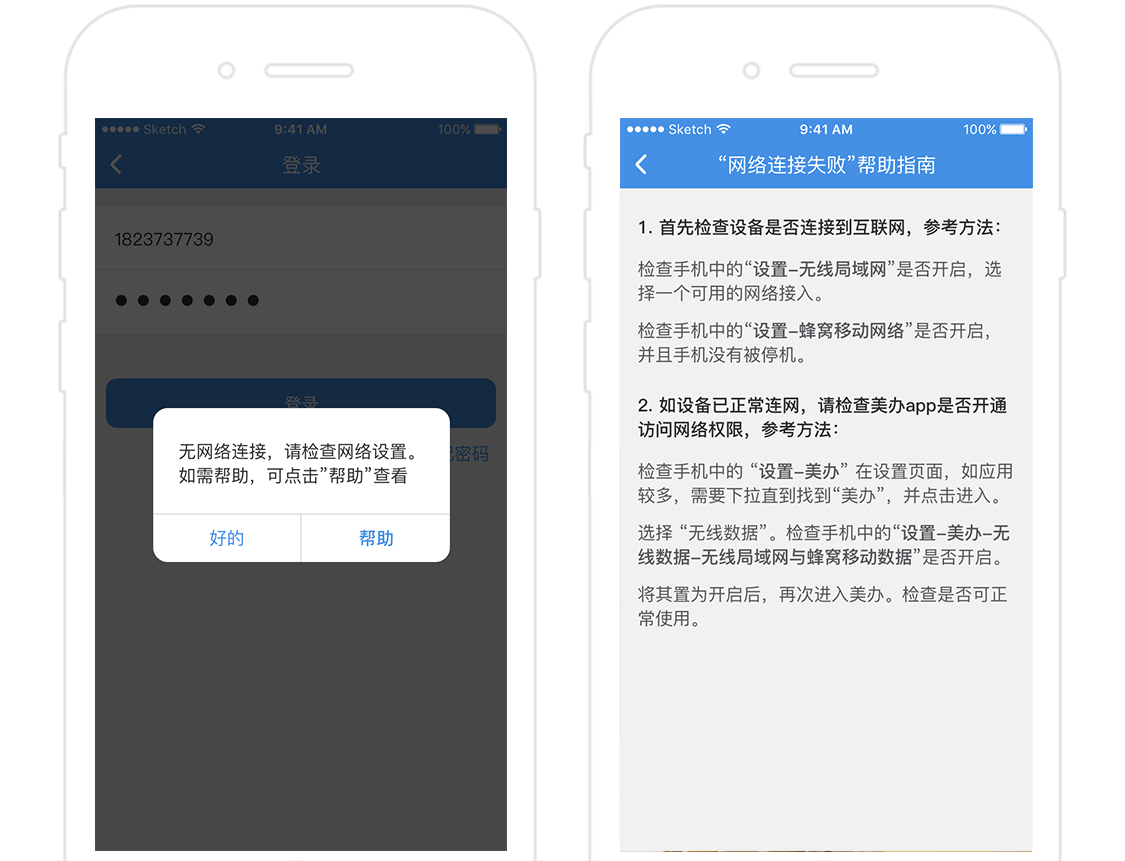 Sketch 9:41 AM 100%
登录
1823737739
登录
密码
无网络连接，请检查网络设置。
如需帮助，可点击”帮助”查看
好的 帮助
Sketch 9:41 AM 100%
“网络连接失败”帮助指南
1. 首先检查设备是否连接到互联网，参考方法：
检查手机中的“设置-无线局域网”是否开启，选
择一个可用的网络接入。
检查手机中的“设置-蜂窝移动网络”是否开启，
并且手机没有被停机。
2. 如设备已正常连网，请检查美办app是否开通
访问网络权限，参考方法：
检查手机中的 “设置-美办” 在设置页面，如应用
较多，需要下拉直到找到“美办”，并点击进入。
选择 “无线数据”。检查手机中的“设置-美办-无
线数据-无线局域网与蜂窝移动数据”是否开启。
将其置为开启后，再次进入美办。检查是否可正
常使用。